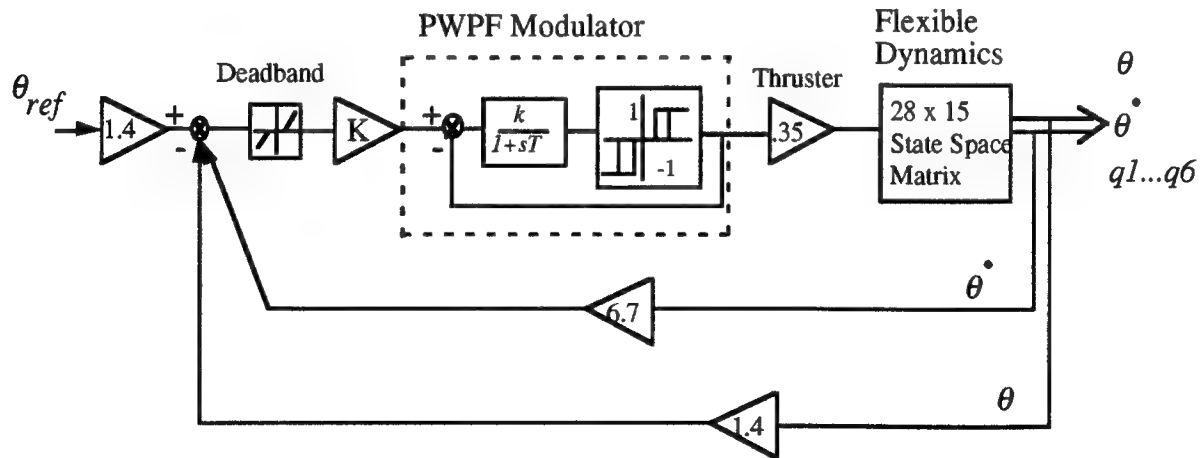 PWPF Modulator
Flexible
Dynamics
Deadband
Thruster
θref
1.4
+
-
K
+
-
k
1+sT
1
-1
.35
28 x 15
State Space
Matrix
θ
θ̇
q1...q6
6.7
θ̇
1.4
θ